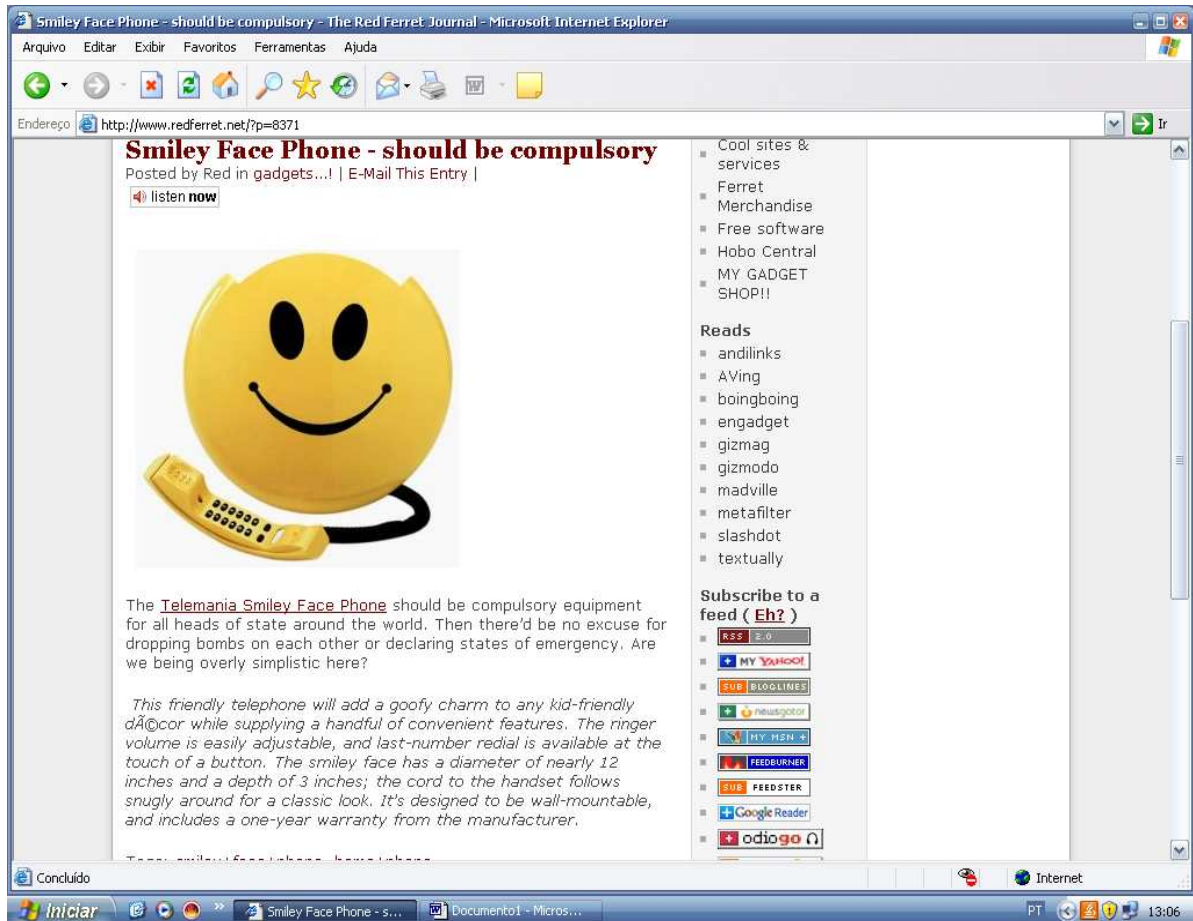 Smiley Face Phone - should be compulsory - The Red Ferret Journal - Microsoft Internet Explorer
Arquivo Editar Exibir Favoritos Ferramentas Ajuda
Endereço http://www.redferret.net/?p=8371 Ir
Smiley Face Phone - should be compulsory
Posted by Red in gadgets...! | E-Mail This Entry |
listen now
The Telemania Smiley Face Phone should be compulsory equipment
for all heads of state around the world. Then there'd be no excuse for
dropping bombs on each other or declaring states of emergency. Are
we being overly simplistic here?
This friendly telephone will add a goofy charm to any kid-friendly
dÃ©cor while supplying a handful of convenient features. The ringer
volume is easily adjustable, and last-number redial is available at the
touch of a button. The smiley face has a diameter of nearly 12
inches and a depth of 3 inches; the cord to the handset follows
snugly around for a classic look. It's designed to be wall-mountable,
and includes a one-year warranty from the manufacturer.
Cool sites &
services
Ferret
Merchandise
Free software
Hobo Central
MY GADGET
SHOP!!
Reads
andilinks
AVing
boingboing
engadget
gizmag
gizmodo
madville
metafilter
slashdot
textually
Subscribe to a
feed ( Eh? )
RSS 2.0
MY YAHOO!
SUB BLOGLINES
newsgator
MY MSN +
FEEDBURNER
SUB FEEDSTER
Google Reader
odiogo
Concluído Internet
Iniciar Smiley Face Phone - s... Documento1 - Micros... PT 13:06